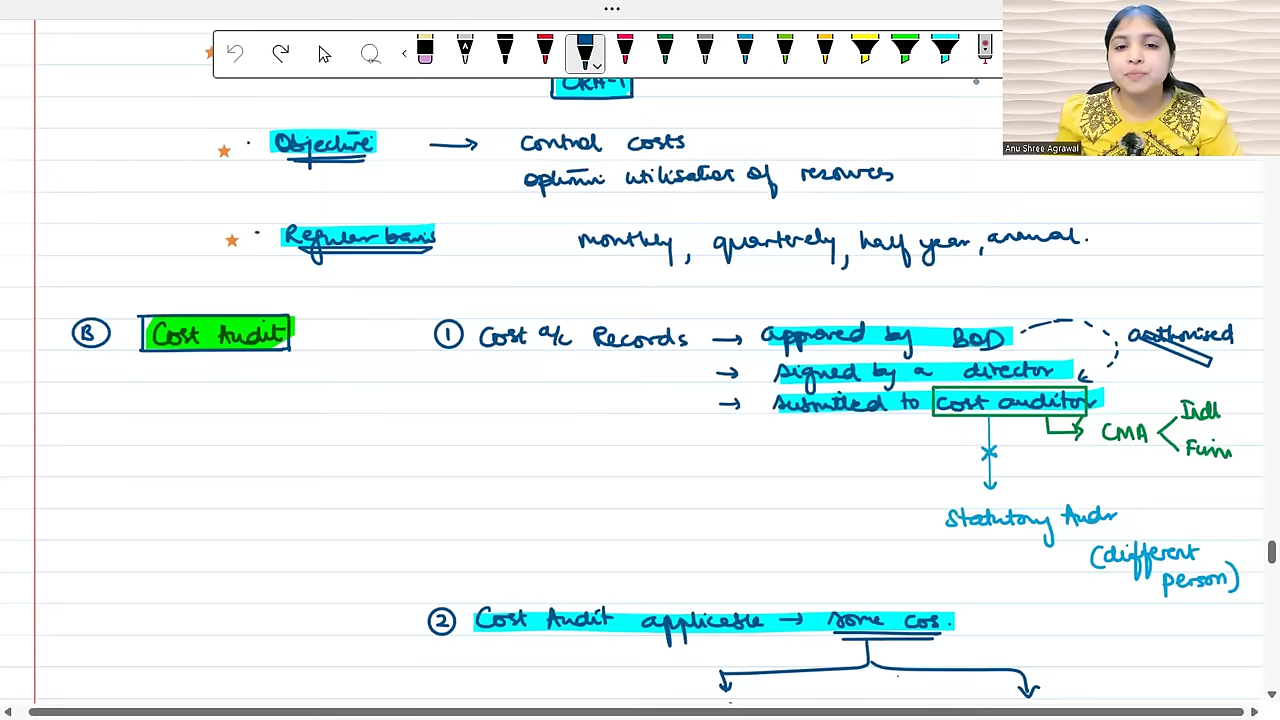 ...
Anu Shree Agrawal
CRA-1
Objective → Control costs
optimum utilisation of resources
Regular basis monthly, quarterely, half year, annual.
B Cost Audit 1 Cost a/c Records → approved by BOD authorised
→ signed by a director
→ submitted to cost auditor
CMA Indl
Firm
Statutory Audr
(different
person)
2 Cost Audit applicable → some cos.